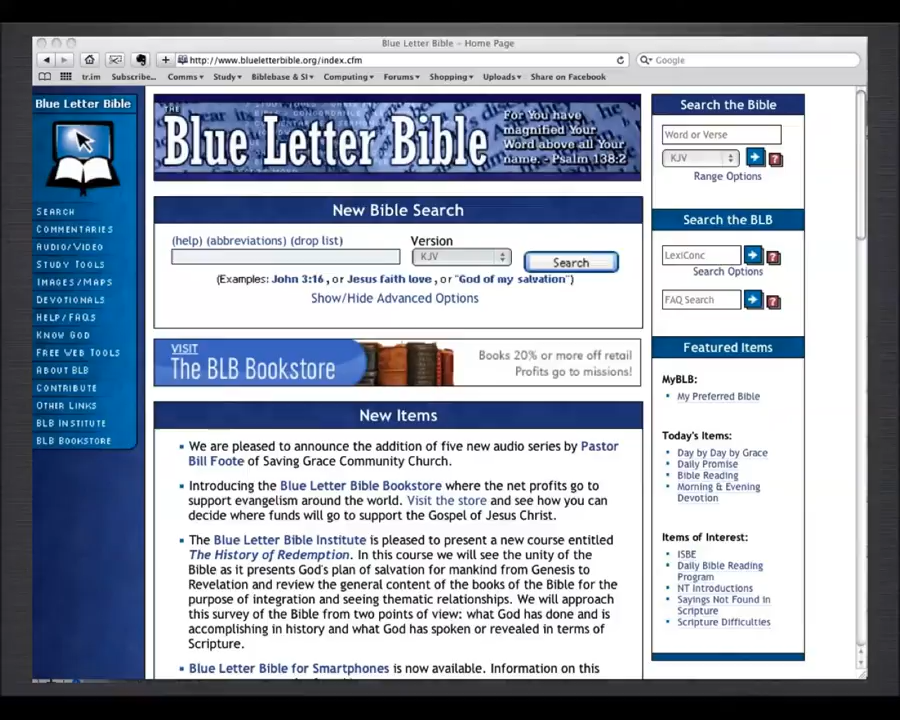 Blue Letter Bible – Home Page
http://www.blueletterbible.org/index.cfm
Google
tr.im Subscribe... Comms Study Biblebase & SI Computing Forums Shopping Uploads Share on Facebook
Blue Letter Bible
SEARCH
COMMENTARIES
AUDIO/VIDEO
STUDY TOOLS
IMAGES/MAPS
DEVOTIONALS
HELP/FAQS
KNOW GOD
FREE WEB TOOLS
ABOUT BLB
CONTRIBUTE
OTHER LINKS
BLB INSTITUTE
BLB BOOKSTORE
THE
Blue Letter Bible
For You have
magnified Your
Word above all Your
name. - Psalm 138:2
New Bible Search
(help) (abbreviations) (drop list)
Version
KJV
Search
(Examples: John 3:16, or Jesus faith love, or "God of my salvation")
Show/Hide Advanced Options
VISIT
The BLB Bookstore
Books 20% or more off retail
Profits go to missions!
New Items
We are pleased to announce the addition of five new audio series by Pastor
Bill Foote of Saving Grace Community Church.
Introducing the Blue Letter Bible Bookstore where the net profits go to
support evangelism around the world. Visit the store and see how you can
decide where funds will go to support the Gospel of Jesus Christ.
The Blue Letter Bible Institute is pleased to present a new course entitled
The History of Redemption. In this course we will see the unity of the
Bible as it presents God's plan of salvation for mankind from Genesis to
Revelation and review the general content of the books of the Bible for the
purpose of integration and seeing thematic relationships. We will approach
this survey of the Bible from two points of view: what God has done and is
accomplishing in history and what God has spoken or revealed in terms of
Scripture.
Blue Letter Bible for Smartphones is now available. Information on this
Search the Bible
Word or Verse
KJV
?
Range Options
Search the BLB
LexiConc
?
Search Options
FAQ Search
?
Featured Items
MyBLB:
My Preferred Bible
Today's Items:
Day by Day by Grace
Daily Promise
Bible Reading
Morning & Evening
Devotion
Items of Interest:
ISBE
Daily Bible Reading
Program
NT Introductions
Sayings Not Found in
Scripture
Scripture Difficulties